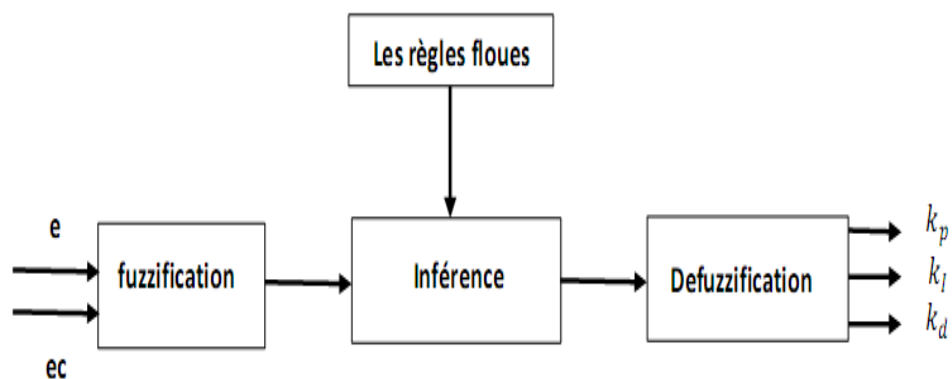 Les règles floues
e
fuzzification
ec
Inférence
Defuzzification
k_p
k_I
k_d